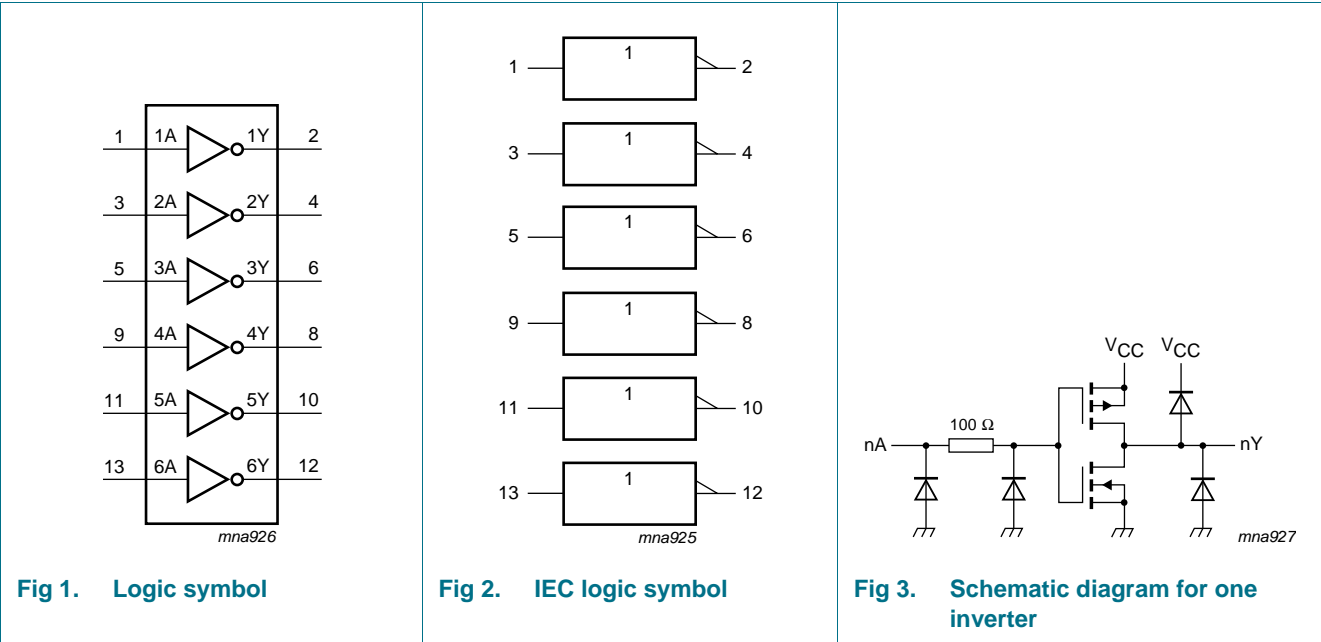 1 1A 1Y 2
3 2A 2Y 4
5 3A 3Y 6
9 4A 4Y 8
11 5A 5Y 10
13 6A 6Y 12
mna926
Fig 1. Logic symbol
1 1 2
3 1 4
5 1 6
9 1 8
11 1 10
13 1 12
mna925
Fig 2. IEC logic symbol
VCC VCC
100 Ω
nA nY
mna927
Fig 3. Schematic diagram for one
inverter